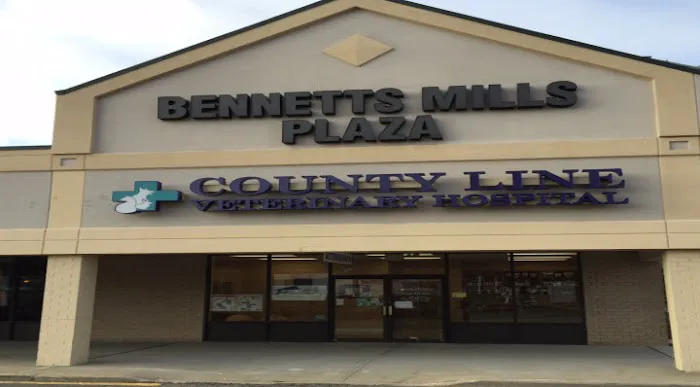 BENNETTS MILLS
PLAZA
COUNTY LINE
VETERINARY HOSPITAL